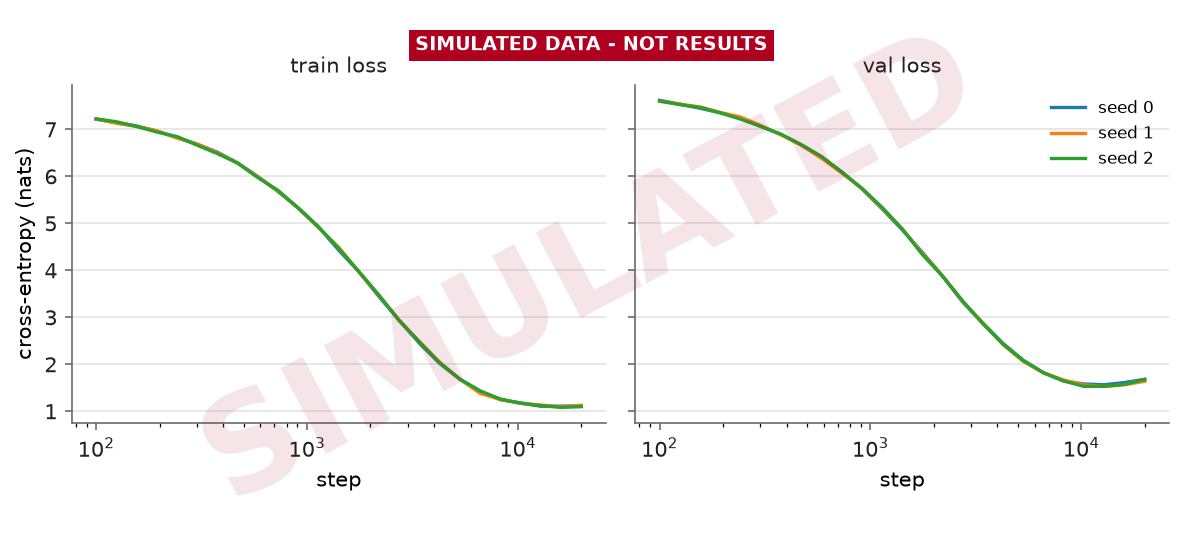 SIMULATED DATA - NOT RESULTS
train loss
val loss
cross-entropy (nats)
7
6
5
4
3
2
1
10²
10³
10⁴
step
10²
10³
10⁴
step
seed 0
seed 1
seed 2
SIMULATED